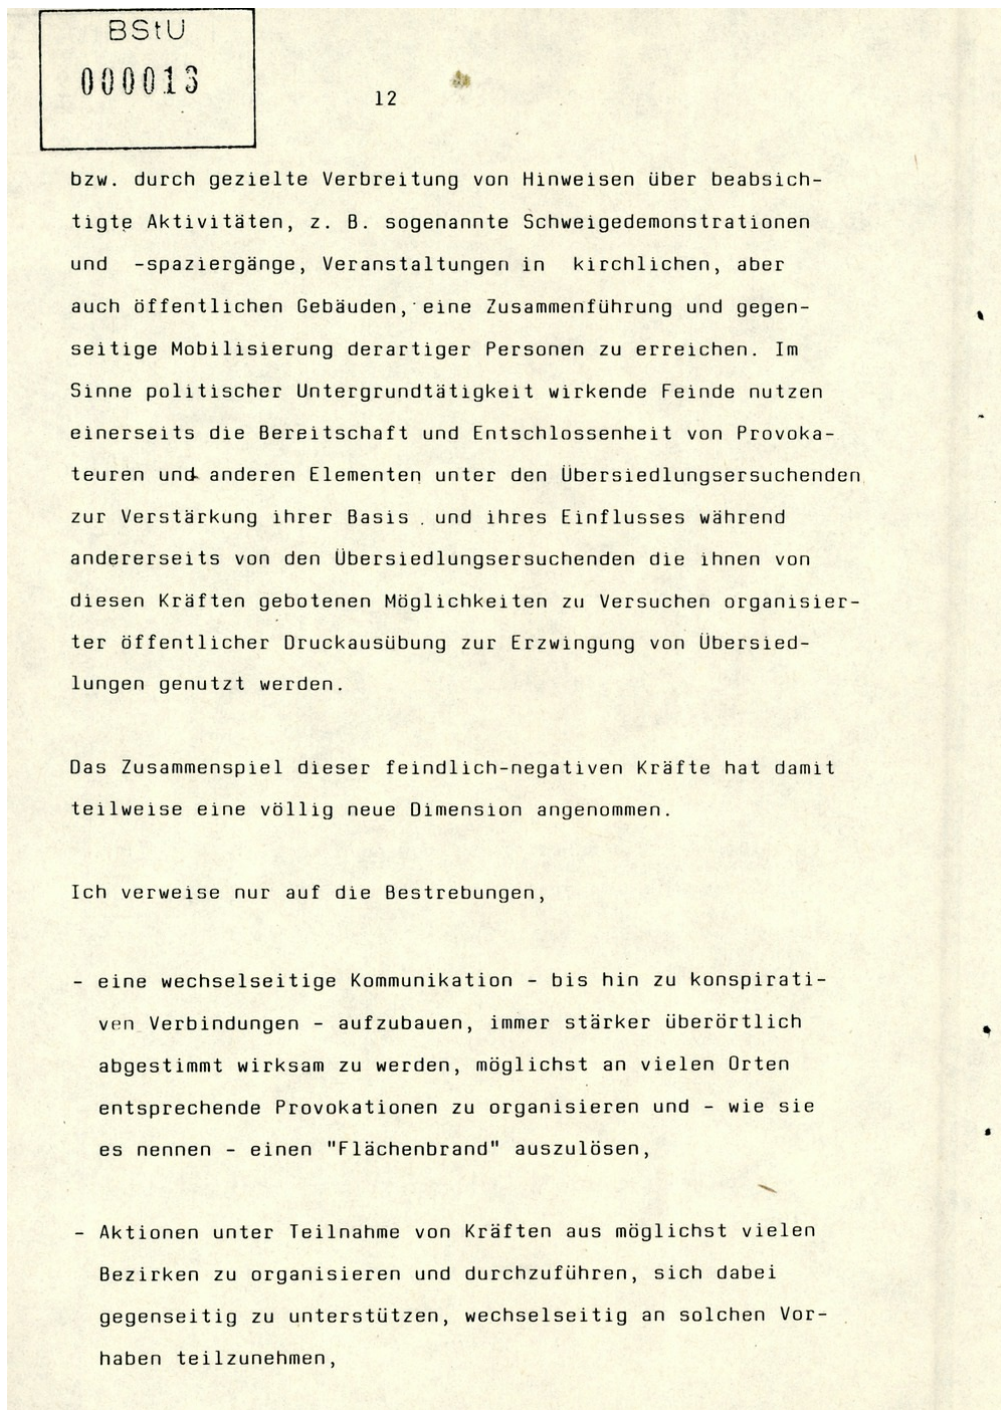 BStU
000013
12
bzw. durch gezielte Verbreitung von Hinweisen über beabsich-
tigte Aktivitäten, z. B. sogenannte Schweigedemonstrationen
und -spaziergänge, Veranstaltungen in kirchlichen, aber
auch öffentlichen Gebäuden, eine Zusammenführung und gegen-
seitige Mobilisierung derartiger Personen zu erreichen. Im
Sinne politischer Untergrundtätigkeit wirkende Feinde nutzen
einerseits die Bereitschaft und Entschlossenheit von Provoka-
teuren und anderen Elementen unter den Übersiedlungsersuchenden
zur Verstärkung ihrer Basis und ihres Einflusses während
andererseits von den Übersiedlungsersuchenden die ihnen von
diesen Kräften gebotenen Möglichkeiten zu Versuchen organisier-
ter öffentlicher Druckausübung zur Erzwingung von Übersied-
lungen genutzt werden.
Das Zusammenspiel dieser feindlich-negativen Kräfte hat damit
teilweise eine völlig neue Dimension angenommen.
Ich verweise nur auf die Bestrebungen,
- eine wechselseitige Kommunikation - bis hin zu konspirati-
ven Verbindungen - aufzubauen, immer stärker überörtlich
abgestimmt wirksam zu werden, möglichst an vielen Orten
entsprechende Provokationen zu organisieren und - wie sie
es nennen - einen "Flächenbrand" auszulösen,
- Aktionen unter Teilnahme von Kräften aus möglichst vielen
Bezirken zu organisieren und durchzuführen, sich dabei
gegenseitig zu unterstützen, wechselseitig an solchen Vor-
haben teilzunehmen,